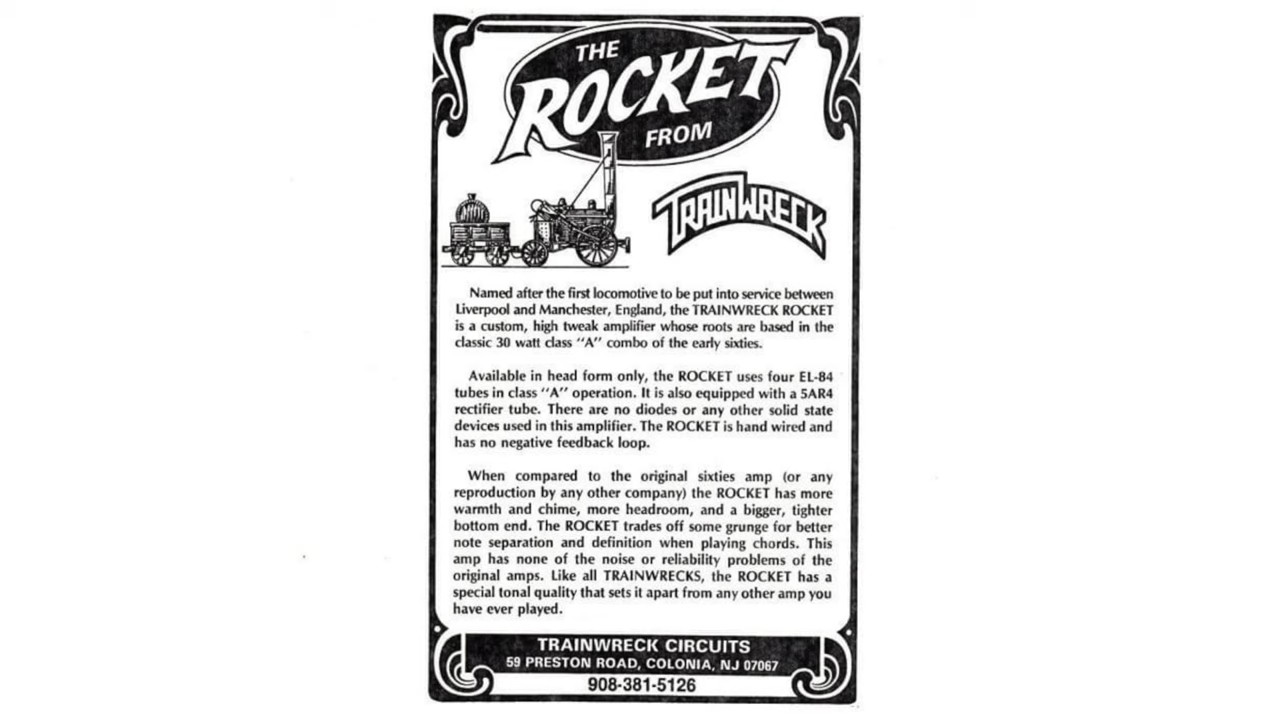 THE
ROCKET
FROM
TRAINWRECK
Named after the first locomotive to be put into service between
Liverpool and Manchester, England, the TRAINWRECK ROCKET
is a custom, high tweak amplifier whose roots are based in the
classic 30 watt class "A" combo of the early sixties.
Available in head form only, the ROCKET uses four EL-84
tubes in class "A" operation. It is also equipped with a 5AR4
rectifier tube. There are no diodes or any other solid state
devices used in this amplifier. The ROCKET is hand wired and
has no negative feedback loop.
When compared to the original sixties amp (or any
reproduction by any other company) the ROCKET has more
warmth and chime, more headroom, and a bigger, tighter
bottom end. The ROCKET trades off some grunge for better
note separation and definition when playing chords. This
amp has none of the noise or reliability problems of the
original amps. Like all TRAINWRECKS, the ROCKET has a
special tonal quality that sets it apart from any other amp you
have ever played.
TRAINWRECK CIRCUITS
59 PRESTON ROAD, COLONIA, NJ 07067
908-381-5126